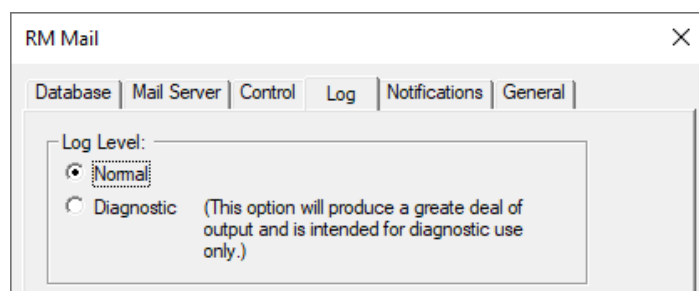 RM Mail
Database Mail Server Control Log Notifications General
Log Level:
Normal
Diagnostic (This option will produce a greate deal of
output and is intended for diagnostic use
only.)